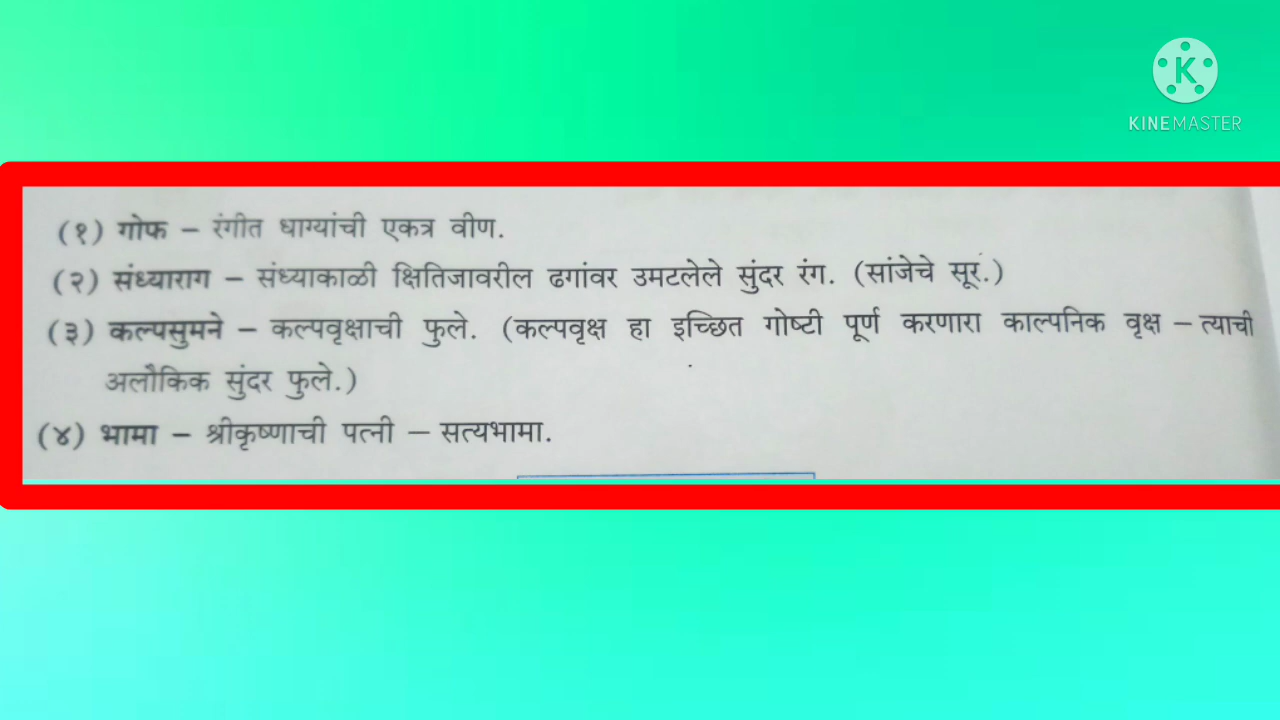 KINEMASTER
(१) गोफ – रंगीत धाग्यांची एकत्र वीण.
(२) संध्याराग – संध्याकाळी क्षितिजावरील ढगांवर उमटलेले सुंदर रंग. (सांजेचे सूर.)
(३) कल्पसुमने – कल्पवृक्षाची फुले. (कल्पवृक्ष हा इच्छित गोष्टी पूर्ण करणारा काल्पनिक वृक्ष – त्याची
अलौकिक सुंदर फुले.)
(४) भामा – श्रीकृष्णाची पत्नी – सत्यभामा.